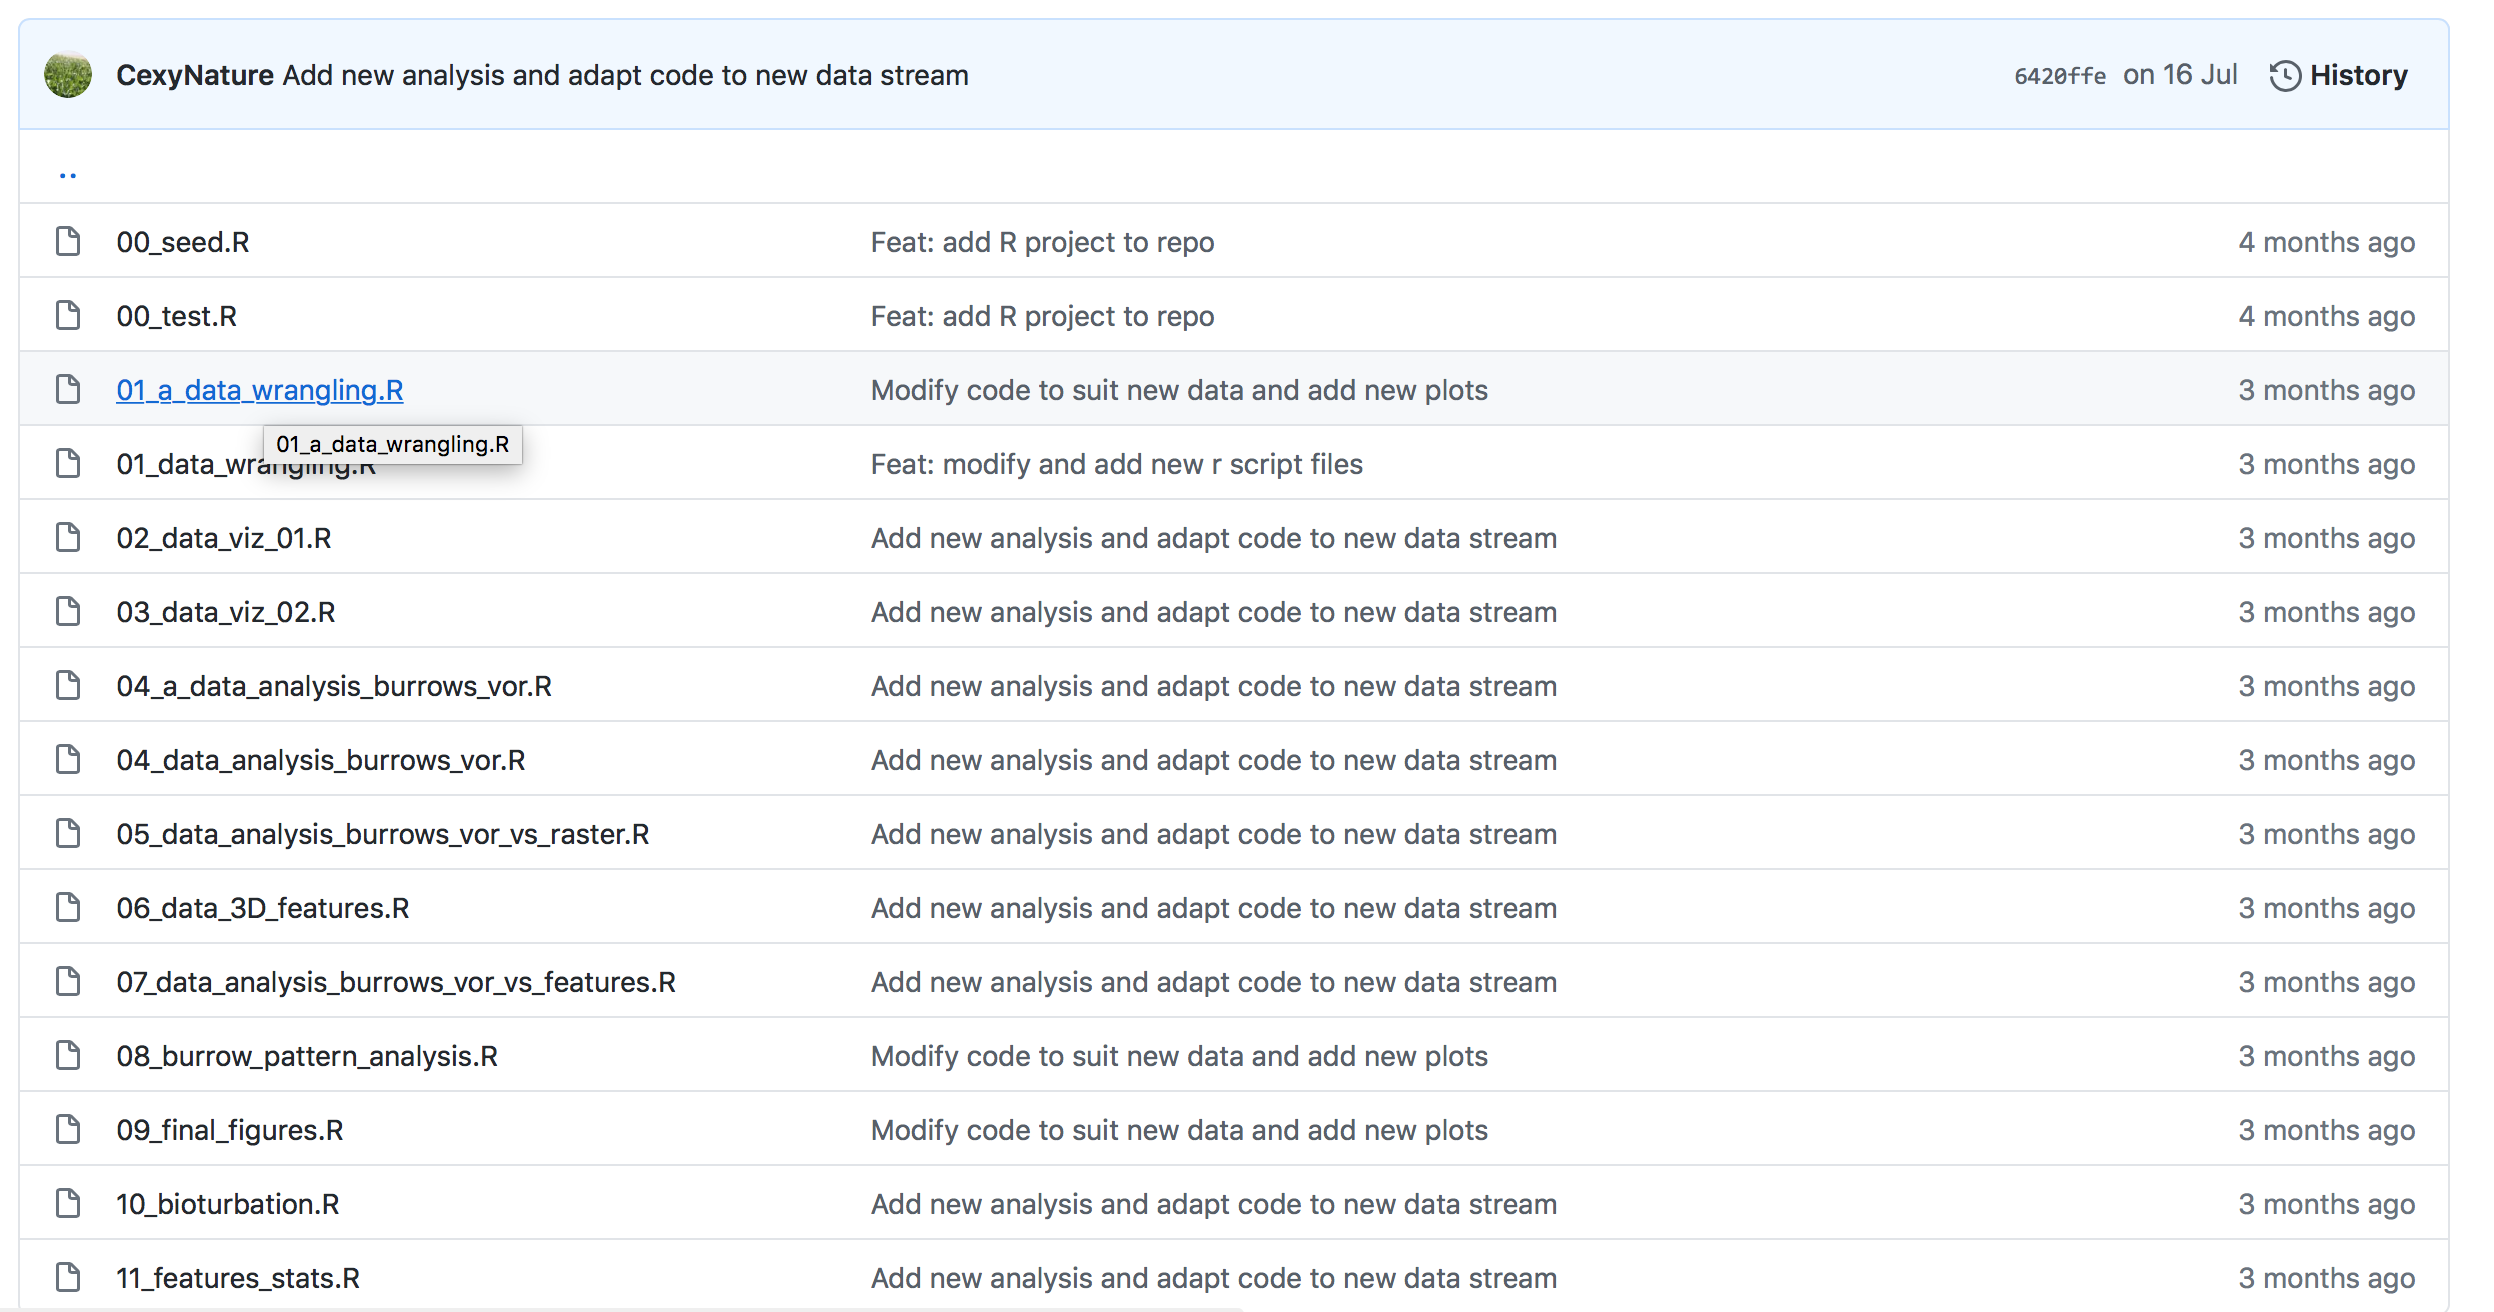 CexyNature Add new analysis and adapt code to new data stream 6420ffe on 16 Jul History
..
00_seed.R Feat: add R project to repo 4 months ago
00_test.R Feat: add R project to repo 4 months ago
01_a_data_wrangling.R Modify code to suit new data and add new plots 3 months ago
01_a_data_wrangling.R
01_data_wrangling.R Feat: modify and add new r script files 3 months ago
02_data_viz_01.R Add new analysis and adapt code to new data stream 3 months ago
03_data_viz_02.R Add new analysis and adapt code to new data stream 3 months ago
04_a_data_analysis_burrows_vor.R Add new analysis and adapt code to new data stream 3 months ago
04_data_analysis_burrows_vor.R Add new analysis and adapt code to new data stream 3 months ago
05_data_analysis_burrows_vor_vs_raster.R Add new analysis and adapt code to new data stream 3 months ago
06_data_3D_features.R Add new analysis and adapt code to new data stream 3 months ago
07_data_analysis_burrows_vor_vs_features.R Add new analysis and adapt code to new data stream 3 months ago
08_burrow_pattern_analysis.R Modify code to suit new data and add new plots 3 months ago
09_final_figures.R Modify code to suit new data and add new plots 3 months ago
10_bioturbation.R Add new analysis and adapt code to new data stream 3 months ago
11_features_stats.R Add new analysis and adapt code to new data stream 3 months ago